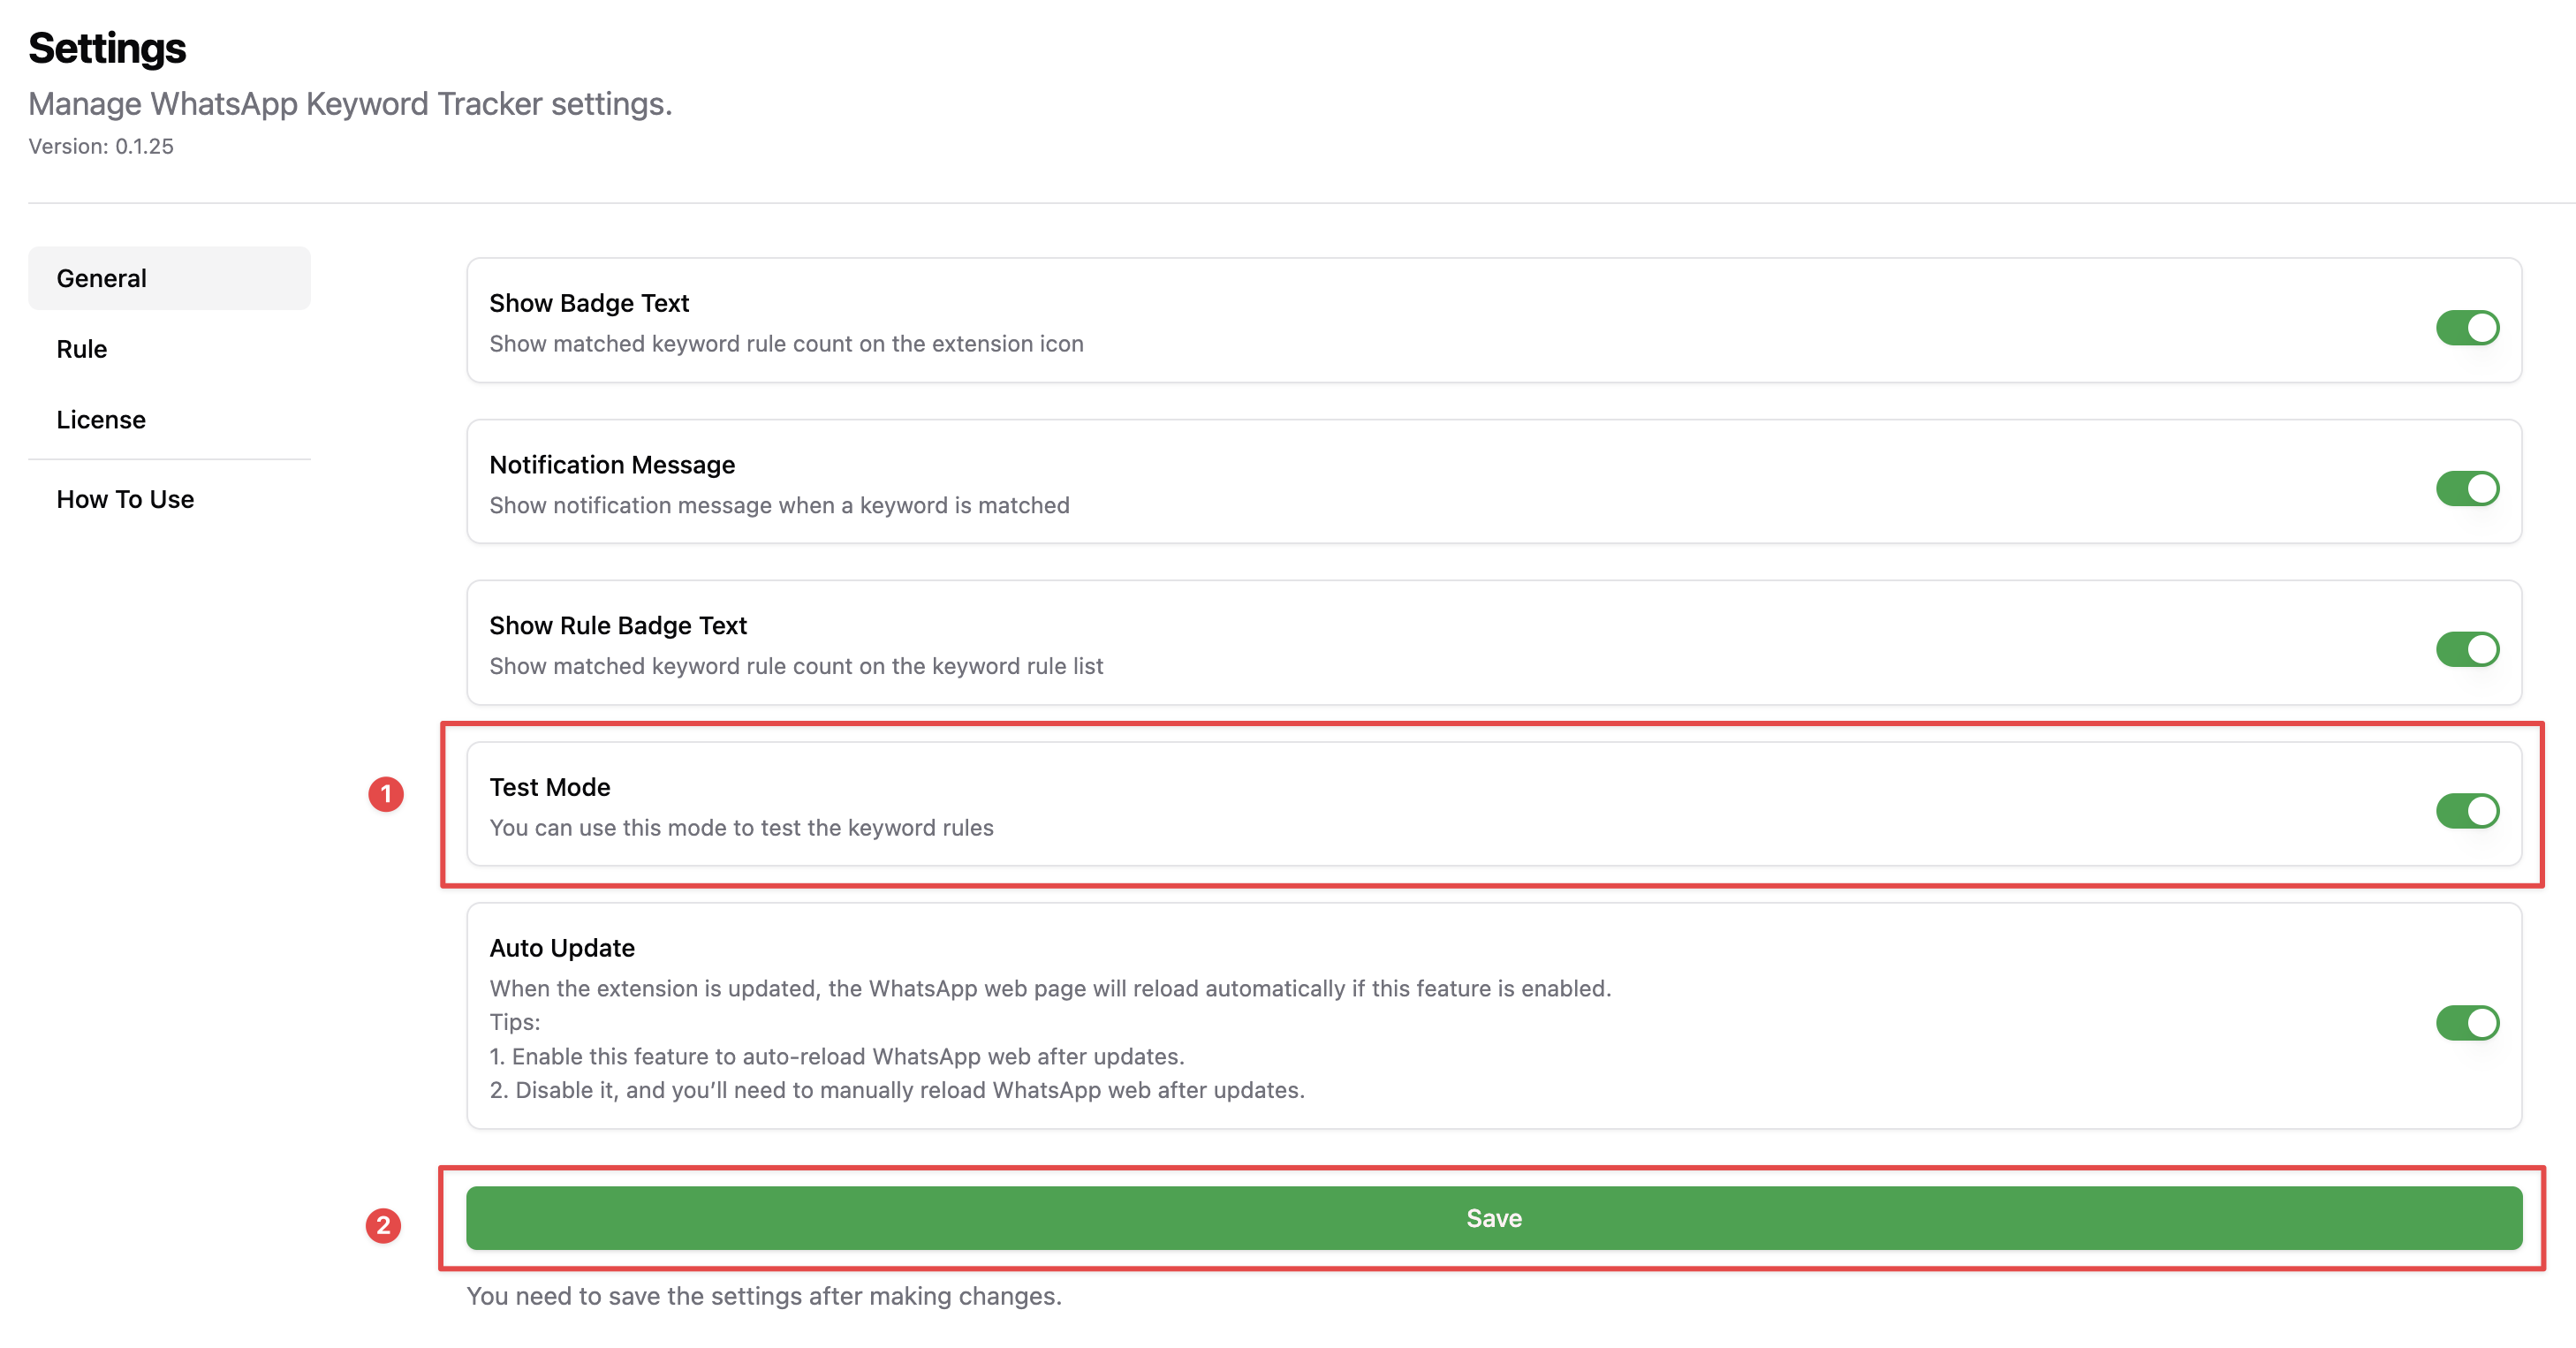 Settings
Manage WhatsApp Keyword Tracker settings.
Version: 0.1.25
General
Rule
License
How To Use
Show Badge Text
Show matched keyword rule count on the extension icon
Notification Message
Show notification message when a keyword is matched
Show Rule Badge Text
Show matched keyword rule count on the keyword rule list
1
Test Mode
You can use this mode to test the keyword rules
Auto Update
When the extension is updated, the WhatsApp web page will reload automatically if this feature is enabled.
Tips:
1. Enable this feature to auto-reload WhatsApp web after updates.
2. Disable it, and you’ll need to manually reload WhatsApp web after updates.
2
Save
You need to save the settings after making changes.